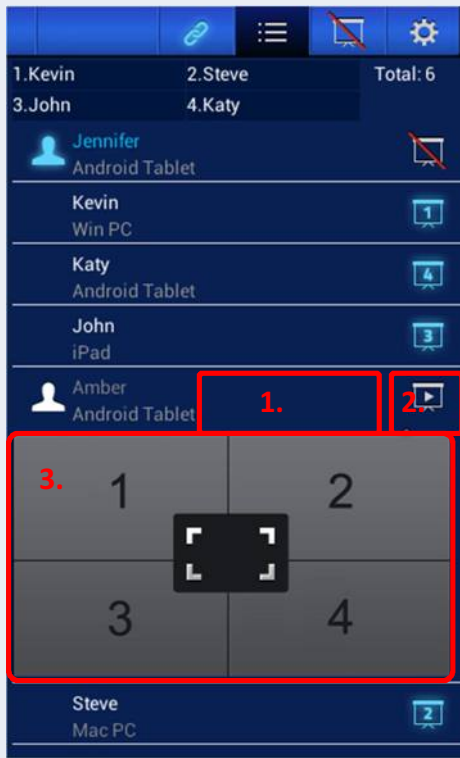 1.Kevin 2.Steve Total: 6
3.John 4.Katy
Jennifer
Android Tablet
Kevin
Win PC
1
Katy
Android Tablet
4
John
iPad
3
Amber
Android Tablet
1. 2.
3.
1 2
3 4
Steve
Mac PC
2